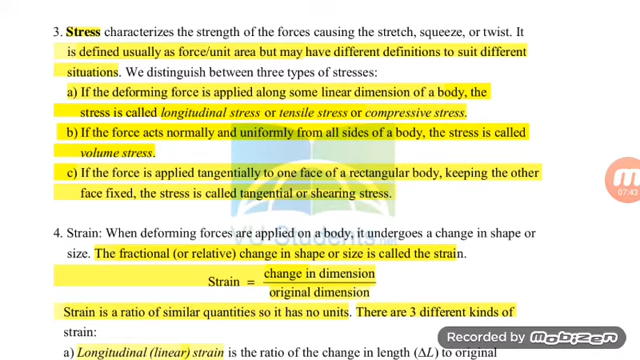 3. Stress characterizes the strength of the forces causing the stretch, squeeze, or twist. It
is defined usually as force/unit area but may have different definitions to suit different
situations. We distinguish between three types of stresses:
a) If the deforming force is applied along some linear dimension of a body, the
stress is called longitudinal stress or tensile stress or compressive stress.
b) If the force acts normally and uniformly from all sides of a body, the stress is called
volume stress.
c) If the force is applied tangentially to one face of a rectangular body, keeping the other
face fixed, the stress is called tangential or shearing stress.
4. Strain: When deforming forces are applied on a body, it undergoes a change in shape or
size. The fractional (or relative) change in shape or size is called the strain.
Strain = change in dimension
original dimension
Strain is a ratio of similar quantities so it has no units. There are 3 different kinds of
strain:
a) Longitudinal (linear) strain is the ratio of the change in length (ΔL) to original
07:43
Recorded by mobizen